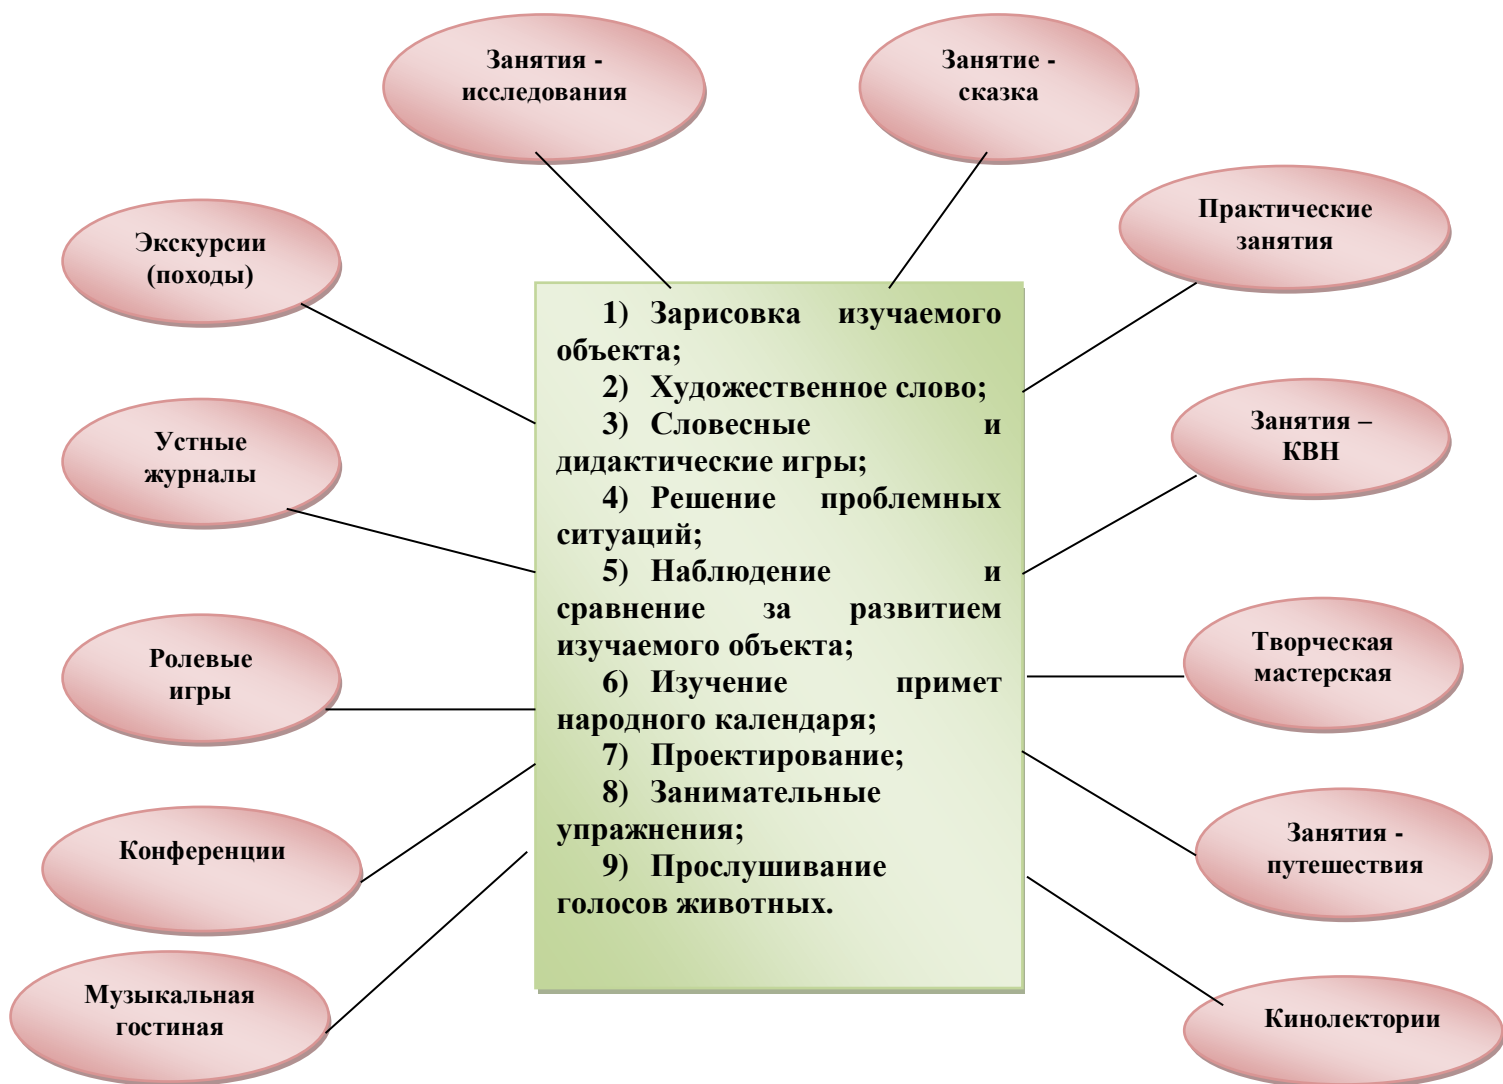 Занятия -
исследования
Занятие -
сказка
Экскурсии
(походы)
Практические
занятия
Устные
журналы
Занятия –
КВН
Ролевые
игры
Творческая
мастерская
Конференции
Занятия -
путешествия
Музыкальная
гостиная
Кинолектории
1) Зарисовка изучаемого
объекта;
2) Художественное слово;
3) Словесные и
дидактические игры;
4) Решение проблемных
ситуаций;
5) Наблюдение и
сравнение за развитием
изучаемого объекта;
6) Изучение примет
народного календаря;
7) Проектирование;
8) Занимательные
упражнения;
9) Прослушивание
голосов животных.